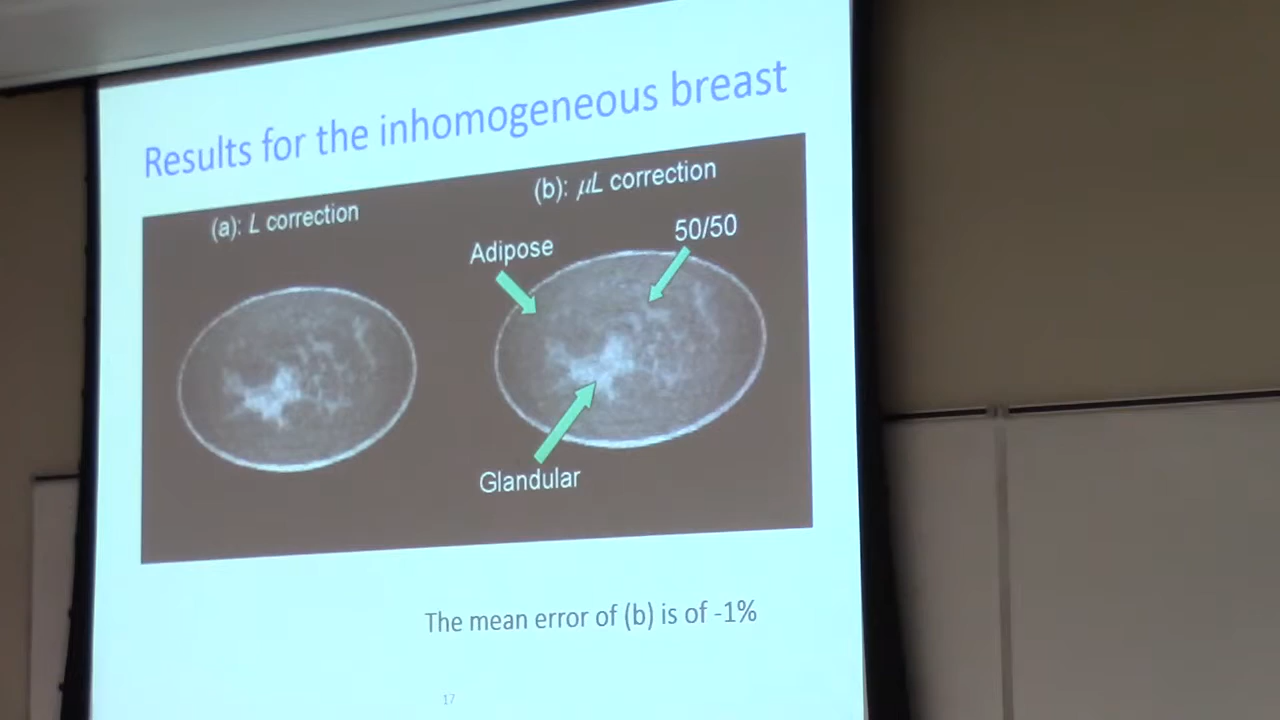 Results for the inhomogeneous breast
(a): L correction
(b): μL correction
Adipose
50/50
Glandular
The mean error of (b) is of -1%
17